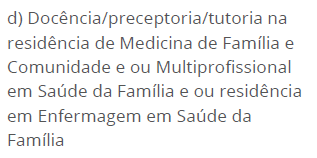 d) Docência/preceptoria/tutoria na
residência de Medicina de Família e
Comunidade e ou Multiprofissional
em Saúde da Família e ou residência
em Enfermagem em Saúde da
Família